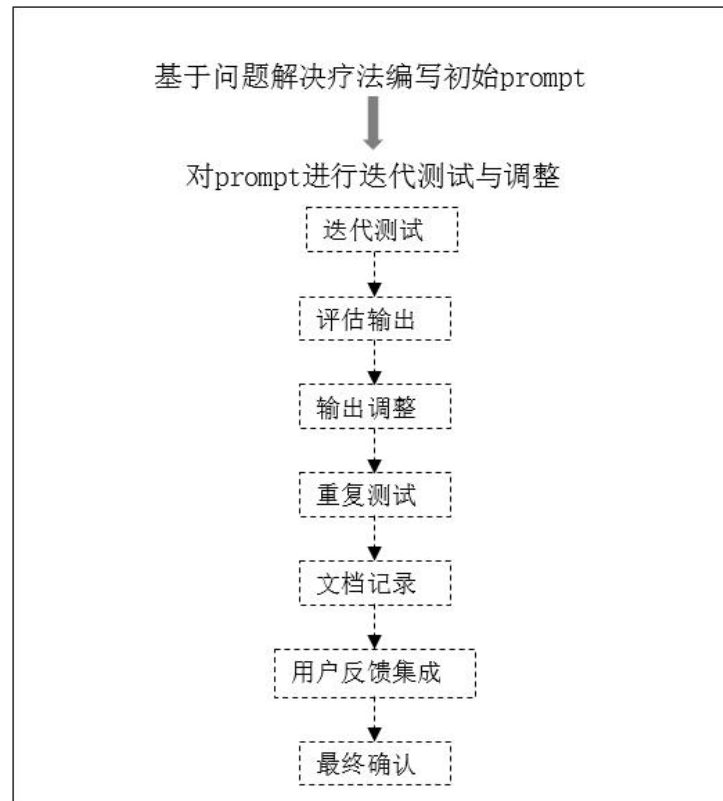 基于问题解决疗法编写初始prompt
对prompt进行迭代测试与调整
迭代测试
评估输出
输出调整
重复测试
文档记录
用户反馈集成
最终确认